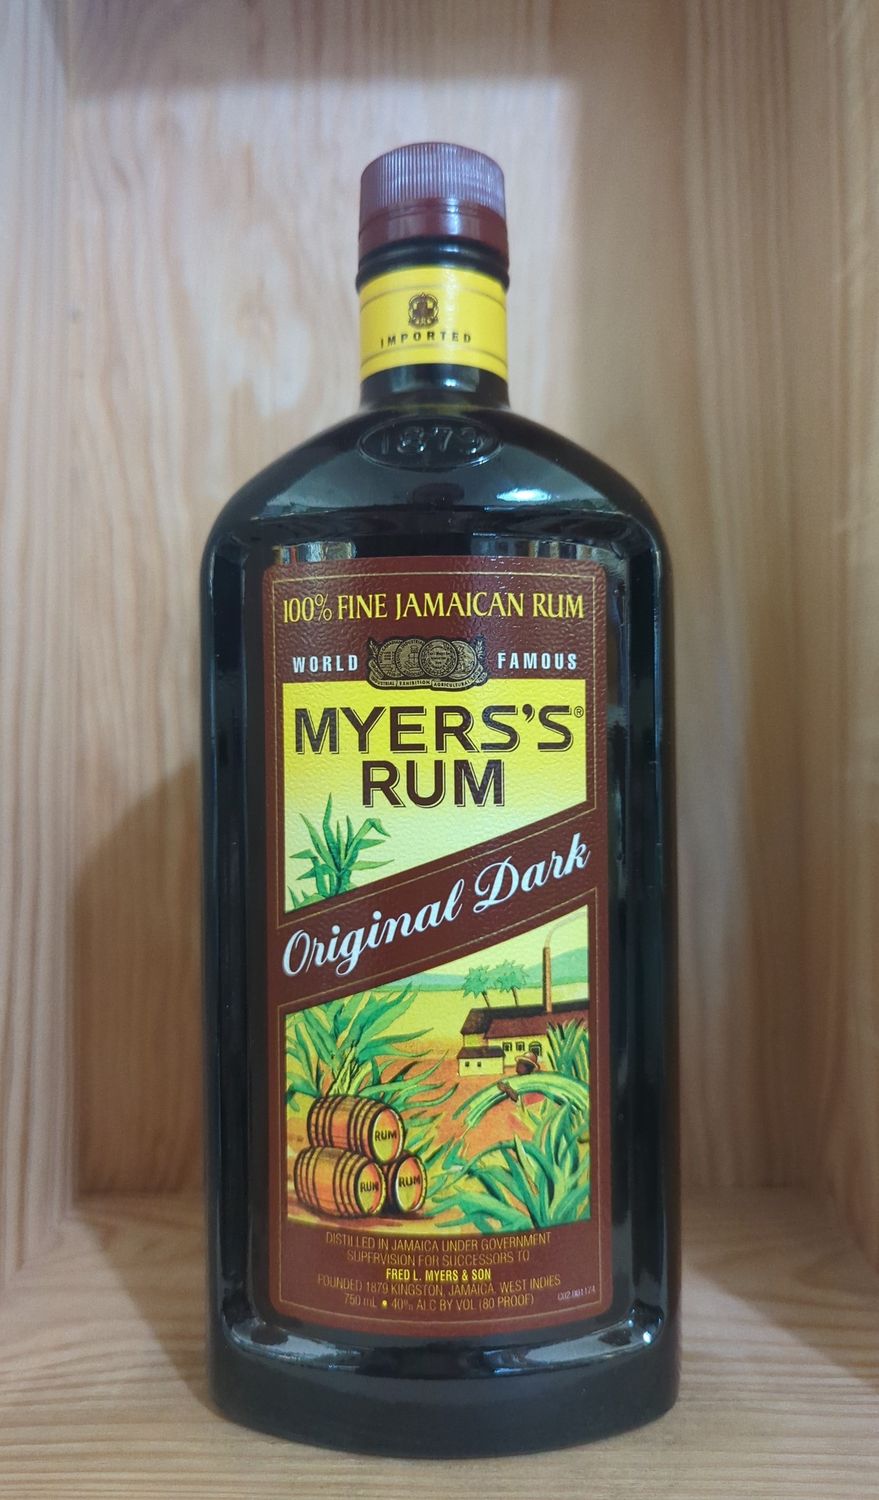 IMPORTED
1879
100% FINE JAMAICAN RUM
WORLD FAMOUS
MYERS'S®
RUM
Original Dark
RUM
RUM RUM
DISTILLED IN JAMAICA UNDER GOVERNMENT
SUPERVISION FOR SUCCESSORS TO
FRED L. MYERS & SON
FOUNDED 1879 KINGSTON, JAMAICA, WEST INDIES
750 mL • 40% ALC BY VOL (80 PROOF)